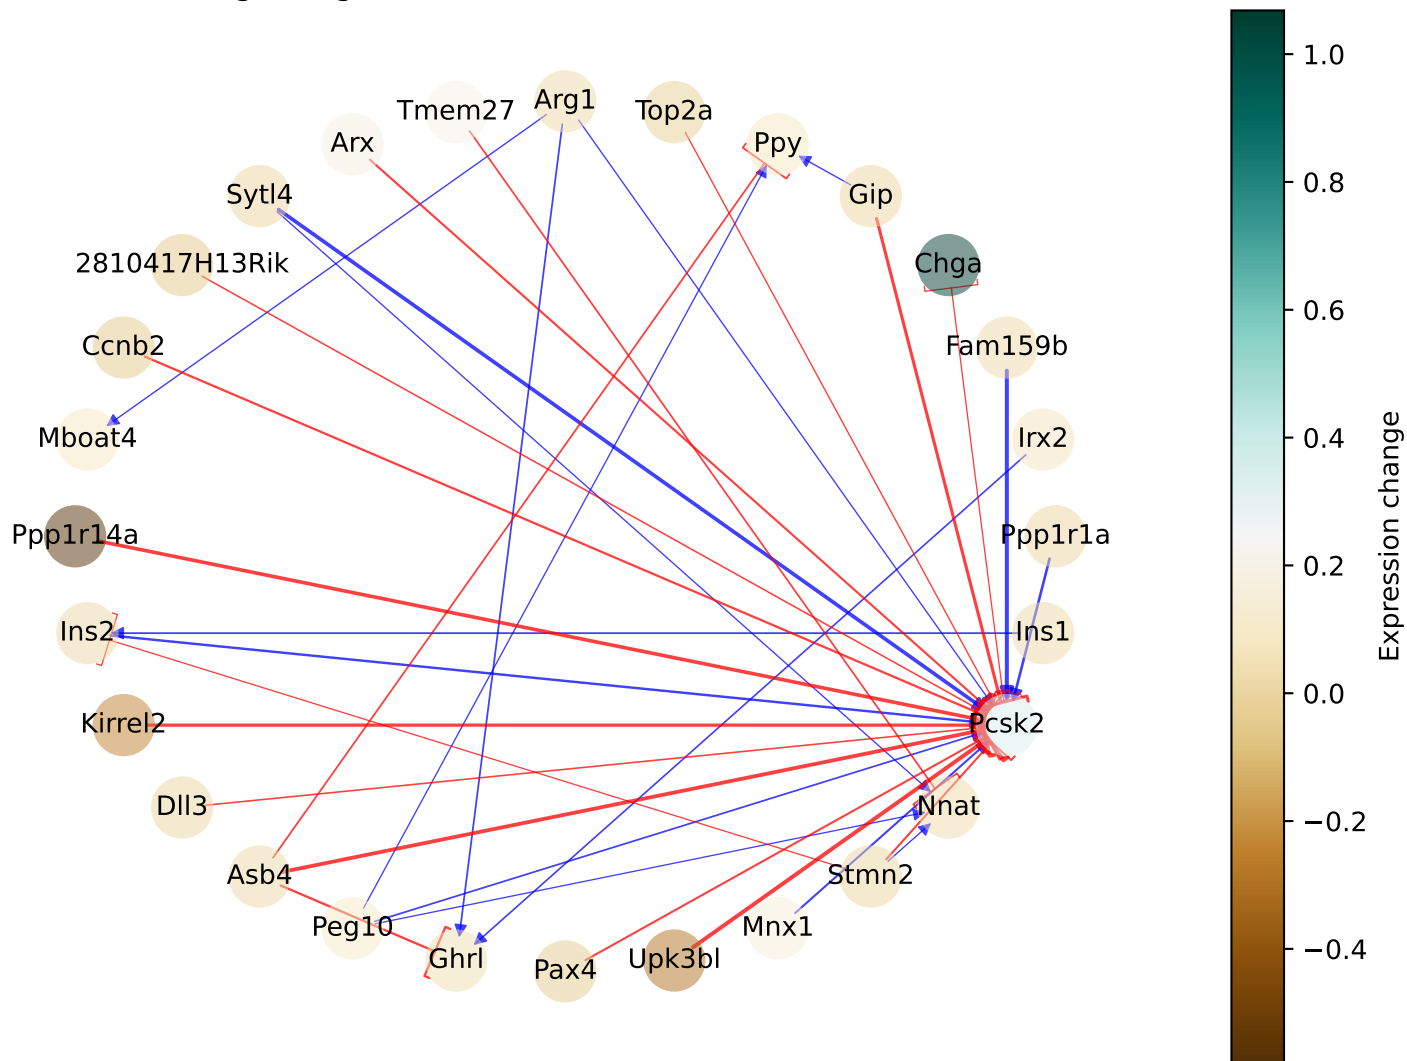 Tmem27
Arg1
Top2a
Arx
Ppy
Sytl4
Gip
2810417H13Rik
Chga
Ccnb2
Fam159b
Mboat4
Irx2
Ppp1r14a
Ppp1r1a
Ins2
Ins1
Kirrel2
Pcsk2
Dll3
Nnat
Asb4
Stmn2
Peg10
Mnx1
Ghrl
Pax4
Upk3bl
1.0
0.8
0.6
0.4
0.2
0.0
−0.2
−0.4
Expression change